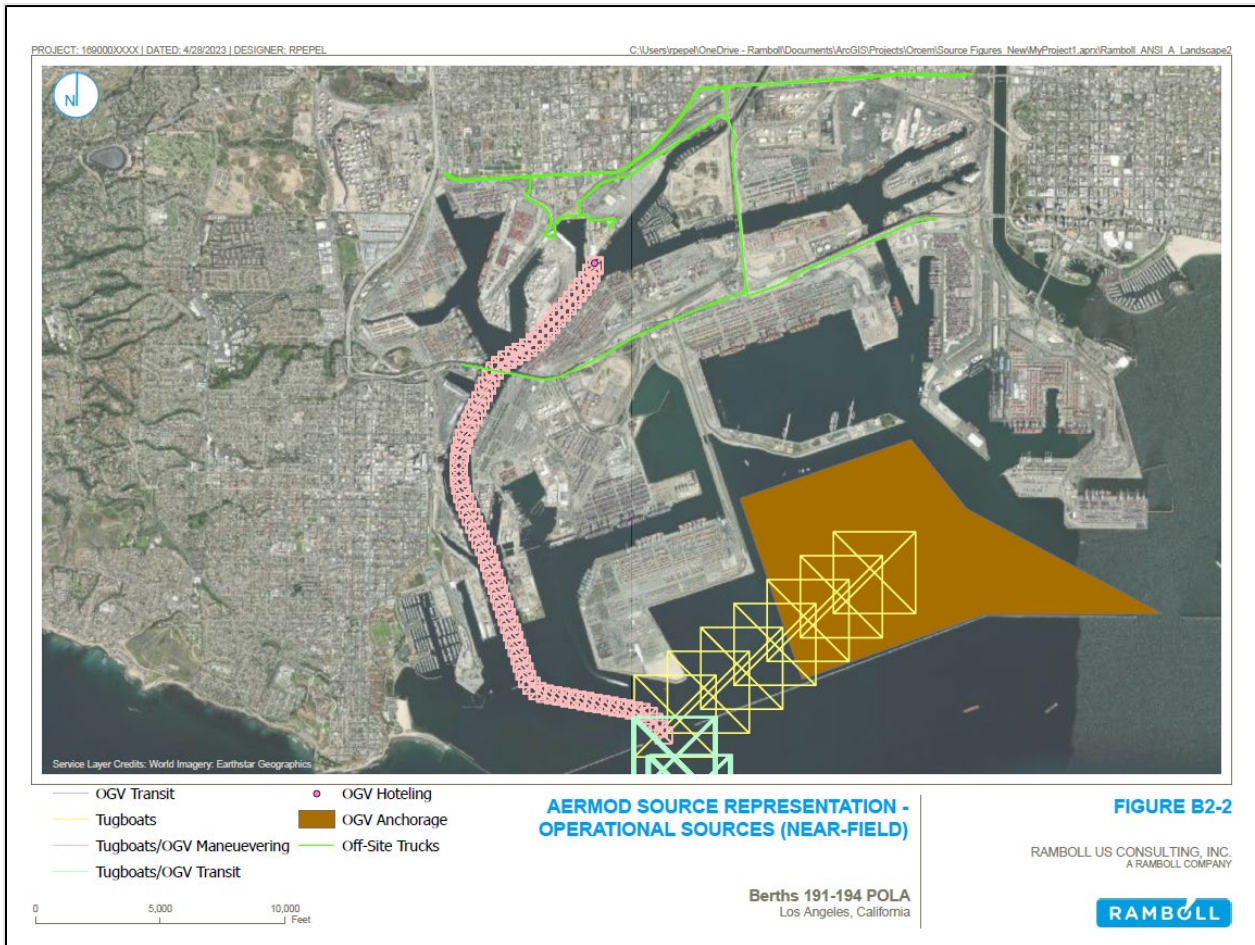 PROJECT: 169000XXXX | DATED: 4/28/2023 | DESIGNER: RPEPEL
C:\Users\rpepel\OneDrive - Ramboll\Documents\ArcGIS\Projects\Orcem\Source Figures_New\MyProject1.aprx\Ramboll_ANSI_A_Landscape2
N
Service Layer Credits: World Imagery: Earthstar Geographics
OGV Transit
Tugboats
Tugboats/OGV Maneuevering
Tugboats/OGV Transit
OGV Hoteling
OGV Anchorage
Off-Site Trucks
0 5,000 10,000
Feet
AERMOD SOURCE REPRESENTATION -
OPERATIONAL SOURCES (NEAR-FIELD)
Berths 191-194 POLA
Los Angeles, California
FIGURE B2-2
RAMBOLL US CONSULTING, INC.
A RAMBOLL COMPANY
RAMBOLL